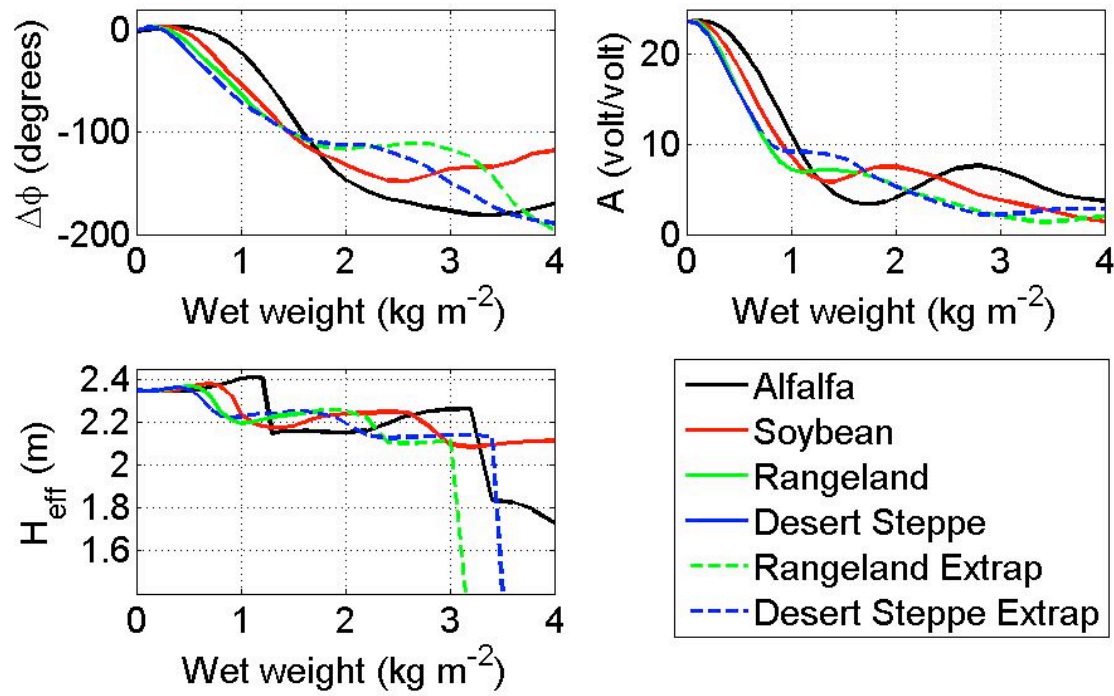 0
-100
-200
Δϕ (degrees)
0 1 2 3 4
Wet weight (kg m-2)
20
10
0
A (volt/volt)
0 1 2 3 4
Wet weight (kg m-2)
2.4
2.2
2
1.8
1.6
Heff (m)
0 1 2 3 4
Wet weight (kg m-2)
Alfalfa
Soybean
Rangeland
Desert Steppe
Rangeland Extrap
Desert Steppe Extrap